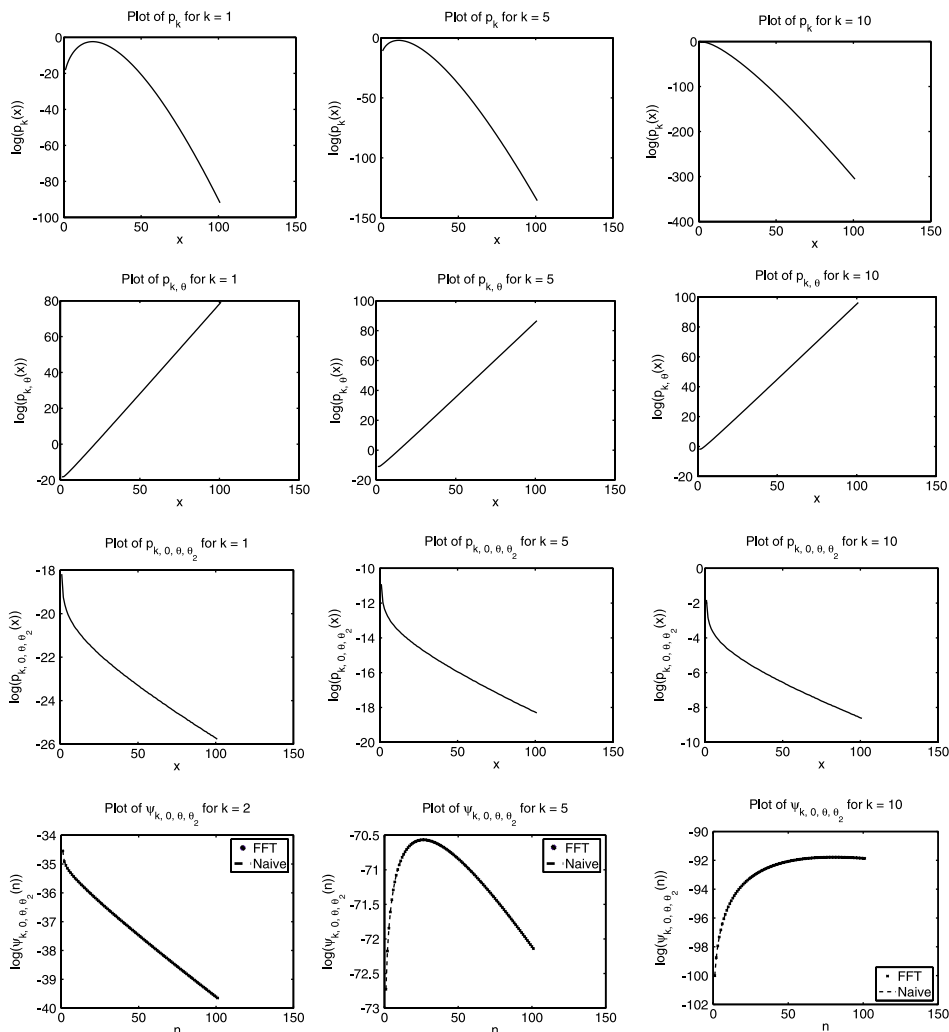 Plot of p_k for k = 1
0
-20
-40
-60
-80
-100
0 50 100 150
log(p_k(x))
x
Plot of p_k for k = 5
0
-50
-100
-150
0 50 100 150
log(p_k(x))
x
Plot of p_k for k = 10
0
-100
-200
-300
-400
0 50 100 150
log(p_k(x))
x
Plot of p_{k, θ} for k = 1
80
60
40
20
0
-20
0 50 100 150
log(p_{k, θ}(x))
x
Plot of p_{k, θ} for k = 5
100
80
60
40
20
0
-20
0 50 100 150
log(p_{k, θ}(x))
x
Plot of p_{k, θ} for k = 10
100
80
60
40
20
0
-20
0 50 100 150
log(p_{k, θ}(x))
x
Plot of p_{k, 0, θ, θ_2} for k = 1
-18
-20
-22
-24
-26
0 50 100 150
log(p_{k, 0, θ, θ_2}(x))
x
Plot of p_{k, 0, θ, θ_2} for k = 5
-10
-12
-14
-16
-18
-20
0 50 100 150
log(p_{k, 0, θ, θ_2}(x))
x
Plot of p_{k, 0, θ, θ_2} for k = 10
0
-2
-4
-6
-8
-10
0 50 100 150
log(p_{k, 0, θ, θ_2}(x))
x
Plot of ψ_{k, 0, θ, θ_2} for k = 2
-34
-35
-36
-37
-38
-39
-40
0 50 100 150
log(ψ_{k, 0, θ, θ_2}(n))
n
FFT
Naive
Plot of ψ_{k, 0, θ, θ_2} for k = 5
-70.5
-71
-71.5
-72
-72.5
-73
0 50 100 150
log(ψ_{k, 0, θ, θ_2}(n))
n
FFT
Naive
Plot of ψ_{k, 0, θ, θ_2} for k = 10
-90
-92
-94
-96
-98
-100
-102
0 50 100 150
log(ψ_{k, 0, θ, θ_2}(n))
n
FFT
Naive